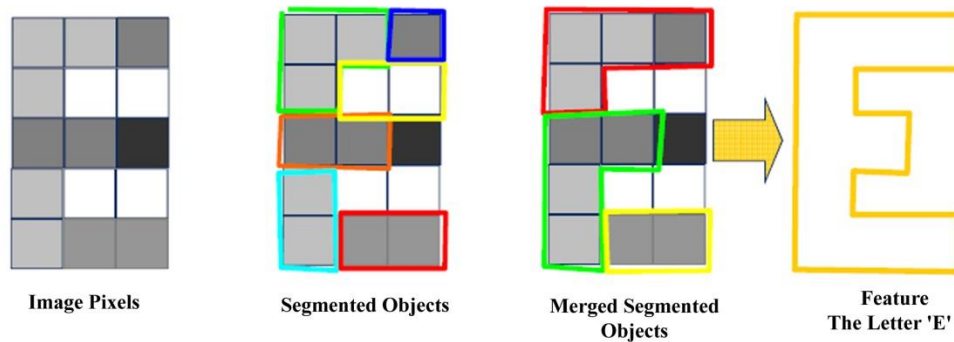 Image Pixels
Segmented Objects
Merged Segmented
Objects
Feature
The Letter 'E'